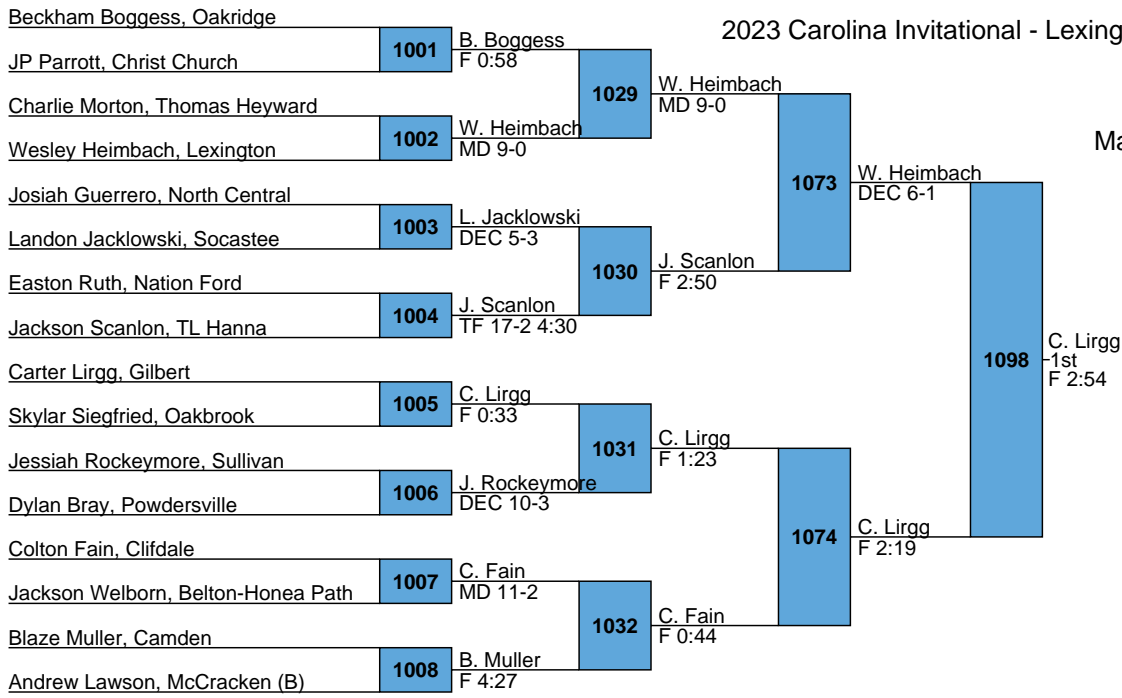 Beckham Boggess, Oakridge
2023 Carolina Invitational - Lexing
1001
B. Boggess
F 0:58
JP Parrott, Christ Church
1029
W. Heimbach
MD 9-0
Charlie Morton, Thomas Heyward
1002
W. Heimbach
MD 9-0
Wesley Heimbach, Lexington
Ma
1073
W. Heimbach
DEC 6-1
Josiah Guerrero, North Central
1003
L. Jacklowski
DEC 5-3
Landon Jacklowski, Socastee
1030
J. Scanlon
F 2:50
Easton Ruth, Nation Ford
1004
J. Scanlon
TF 17-2 4:30
Jackson Scanlon, TL Hanna
1098
C. Lirgg
1st
F 2:54
Carter Lirgg, Gilbert
1005
C. Lirgg
F 0:33
Skylar Siegfried, Oakbrook
1031
C. Lirgg
F 1:23
Jessiah Rockeymore, Sullivan
1006
J. Rockeymore
DEC 10-3
Dylan Bray, Powdersville
1074
C. Lirgg
F 2:19
Colton Fain, Clifdale
1007
C. Fain
MD 11-2
Jackson Welborn, Belton-Honea Path
1032
C. Fain
F 0:44
Blaze Muller, Camden
1008
B. Muller
F 4:27
Andrew Lawson, McCracken (B)